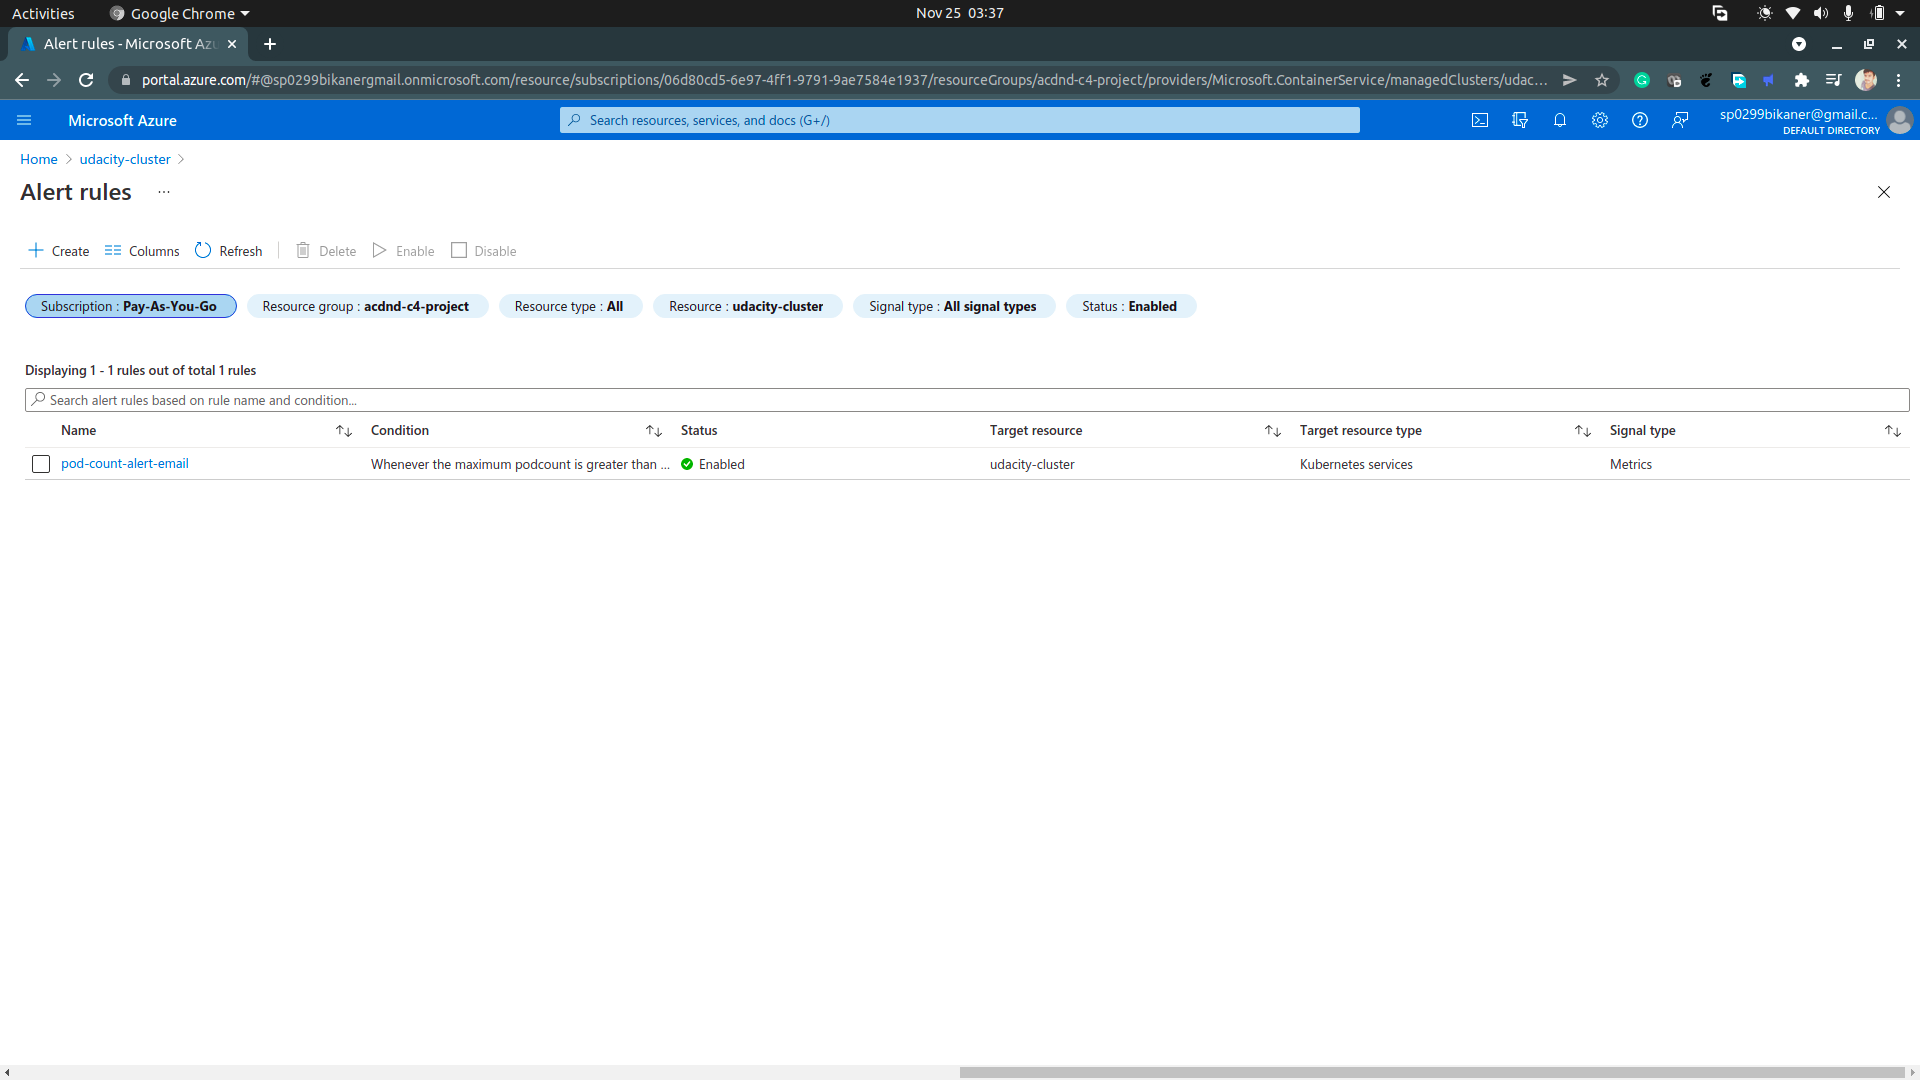 Activities Google Chrome Nov 25 03:37
Alert rules - Microsoft Azu
portal.azure.com/#@sp0299bikanergmail.onmicrosoft.com/resource/subscriptions/06d80cd5-6e97-4ff1-9791-9ae7584e1937/resourceGroups/acdnd-c4-project/providers/Microsoft.ContainerService/managedClusters/udac...
Microsoft Azure Search resources, services, and docs (G+/) sp0299bikaner@gmail.c...
DEFAULT DIRECTORY
Home > udacity-cluster >
Alert rules ...
Create Columns Refresh Delete Enable Disable
Subscription : Pay-As-You-Go Resource group : acdnd-c4-project Resource type : All Resource : udacity-cluster Signal type : All signal types Status : Enabled
Displaying 1 - 1 rules out of total 1 rules
Search alert rules based on rule name and condition...
Name Condition Status Target resource Target resource type Signal type
pod-count-alert-email Whenever the maximum podcount is greater than ... Enabled udacity-cluster Kubernetes services Metrics